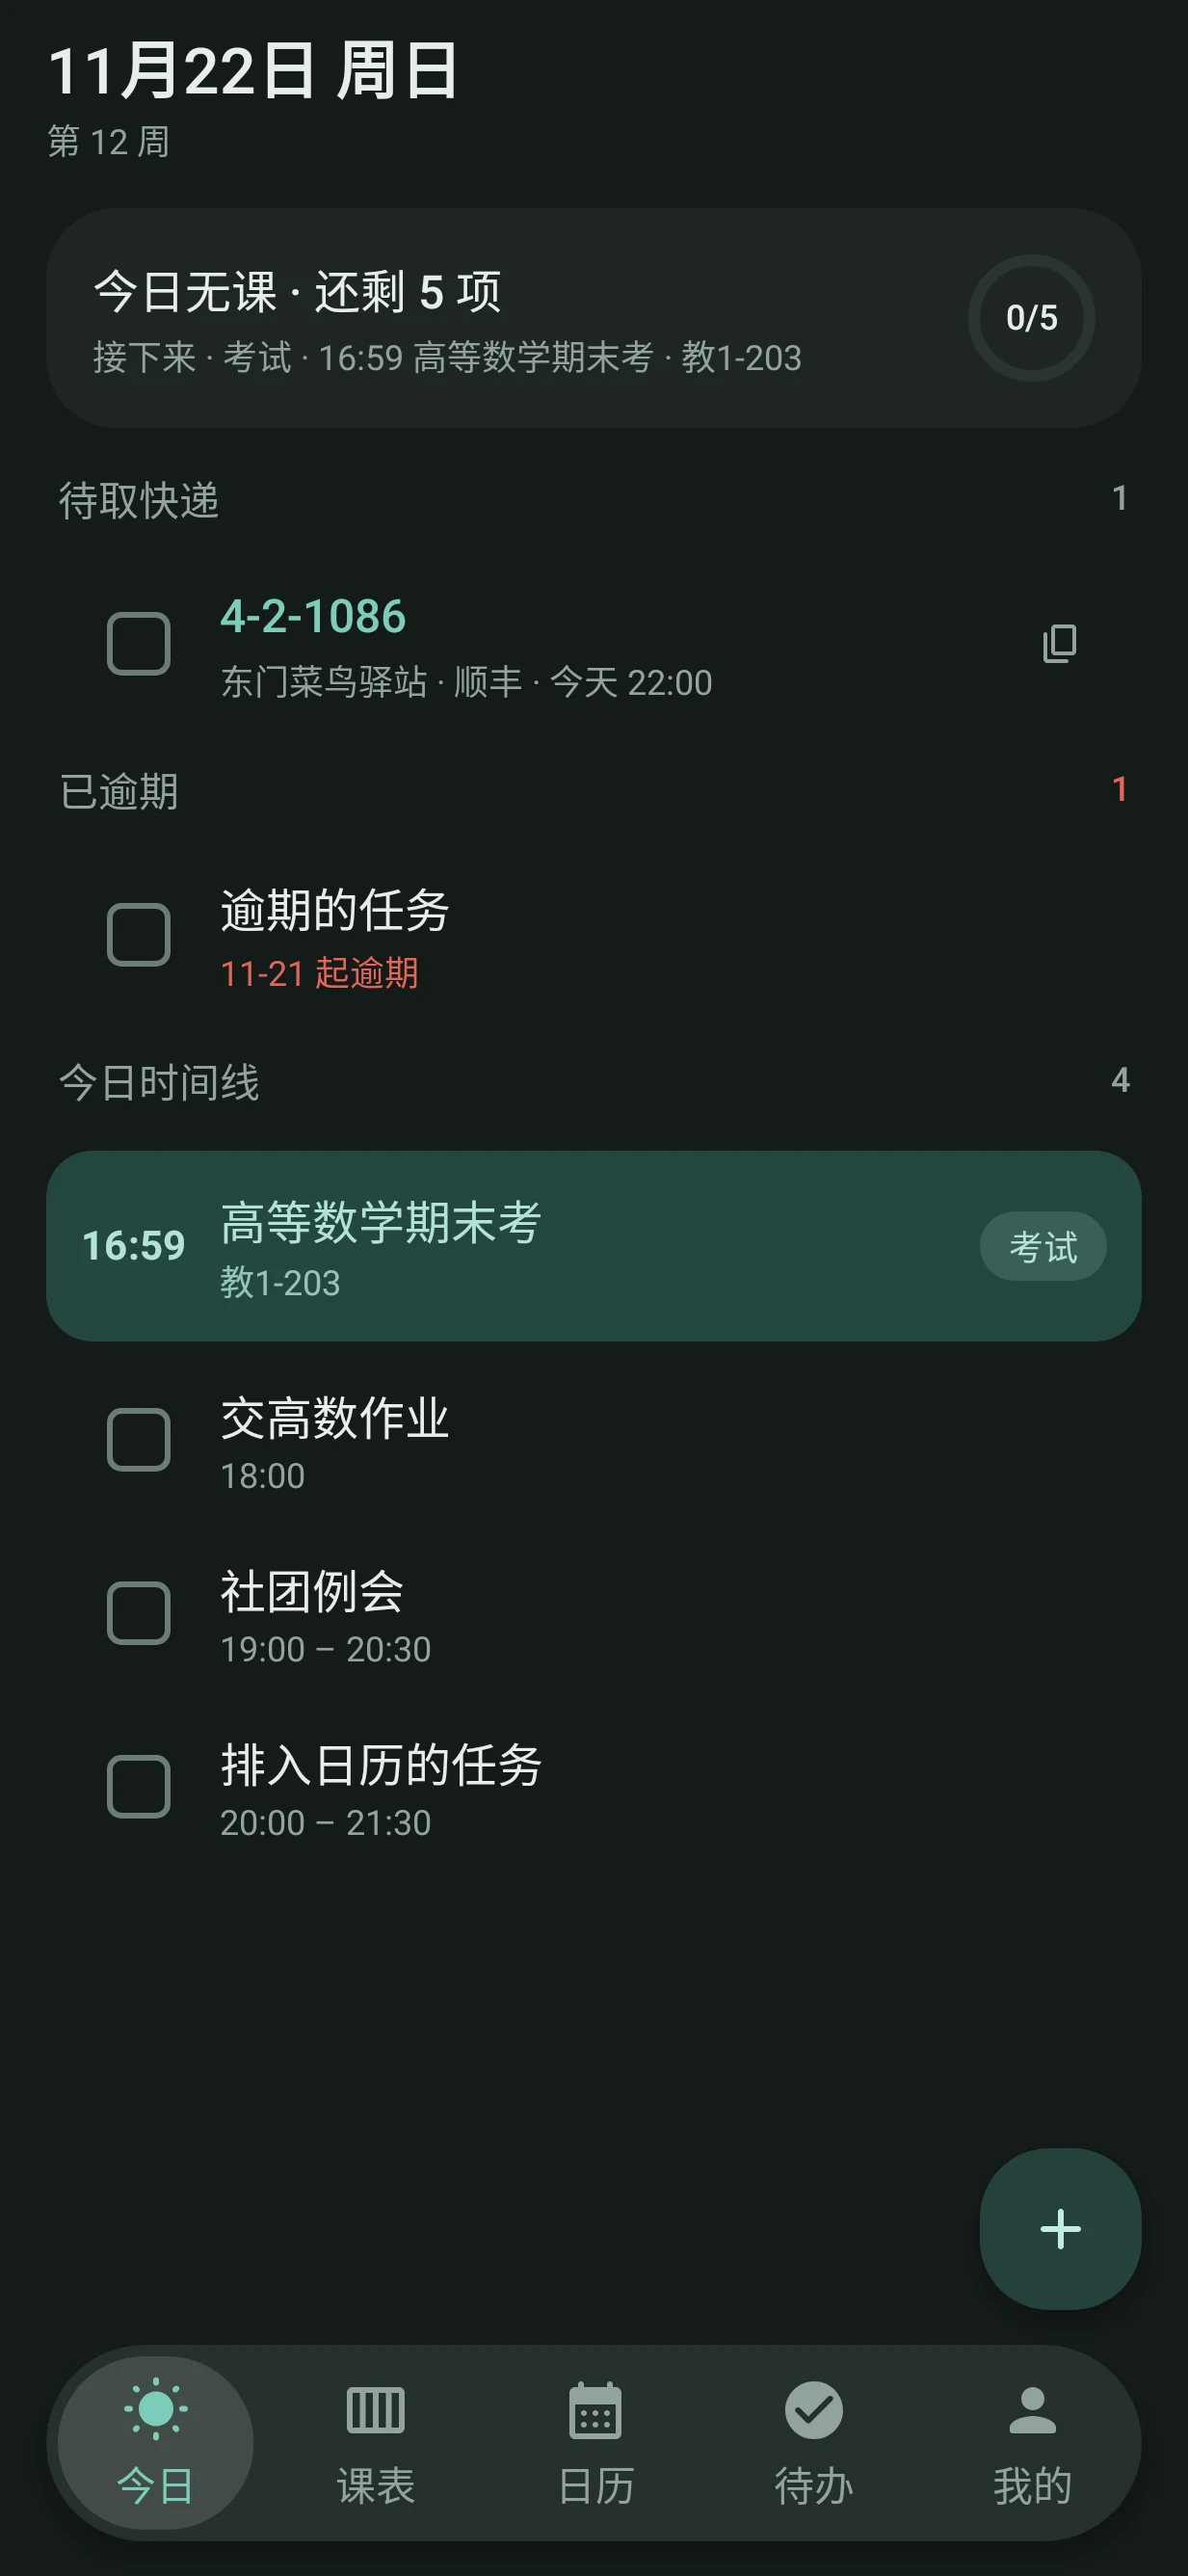 11月22日 周日
第 12 周
今日无课 · 还剩 5 项
接下来 · 考试 · 16:59 高等数学期末考 · 教1-203
0/5
待取快递
1
4-2-1086
东门菜鸟驿站 · 顺丰 · 今天 22:00
已逾期
1
逾期的任务
11-21 起逾期
今日时间线
4
16:59
高等数学期末考
教1-203
考试
交高数作业
18:00
社团例会
19:00 – 20:30
排入日历的任务
20:00 – 21:30
今日
课表
日历
待办
我的